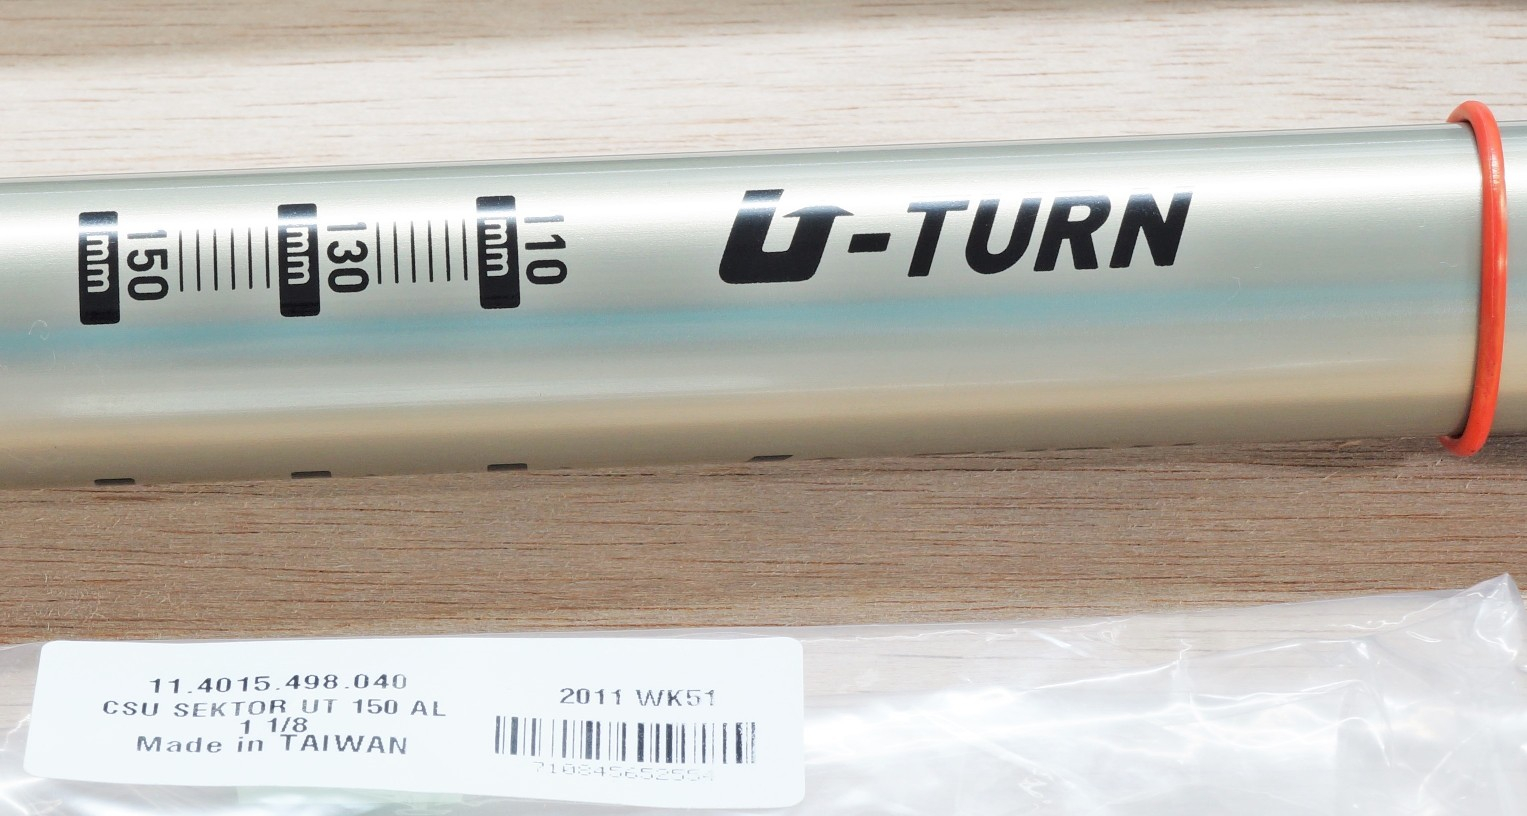 150
mm
130
mm
110
mm
U-TURN
11.4015.498.040
CSU SEKTOR UT 150 AL
1 1/8
Made in TAIWAN
2011 WK51